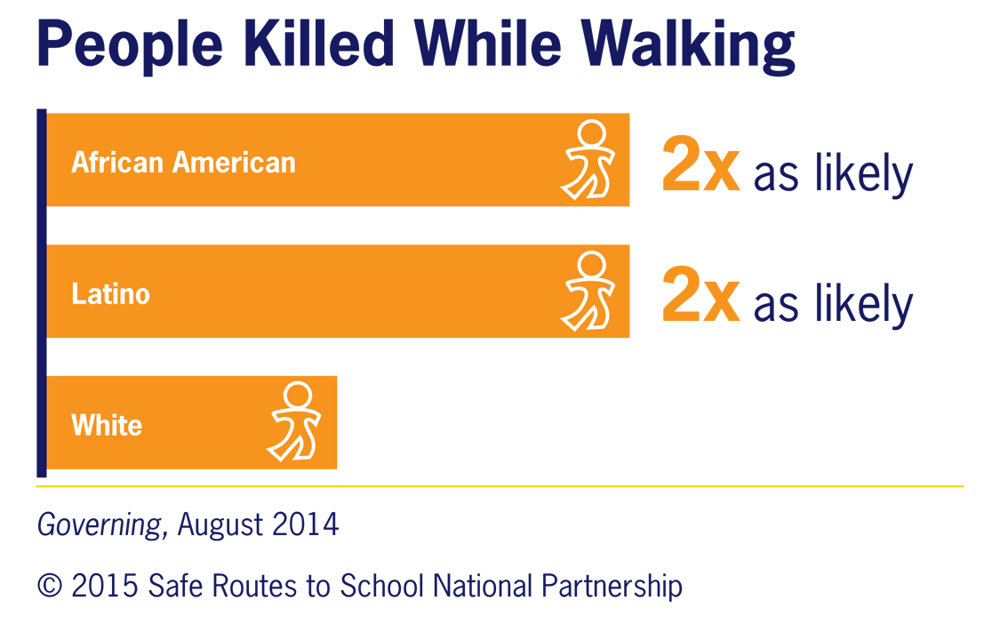 People Killed While Walking
African American
2x as likely
Latino
2x as likely
White
Governing, August 2014
© 2015 Safe Routes to School National Partnership